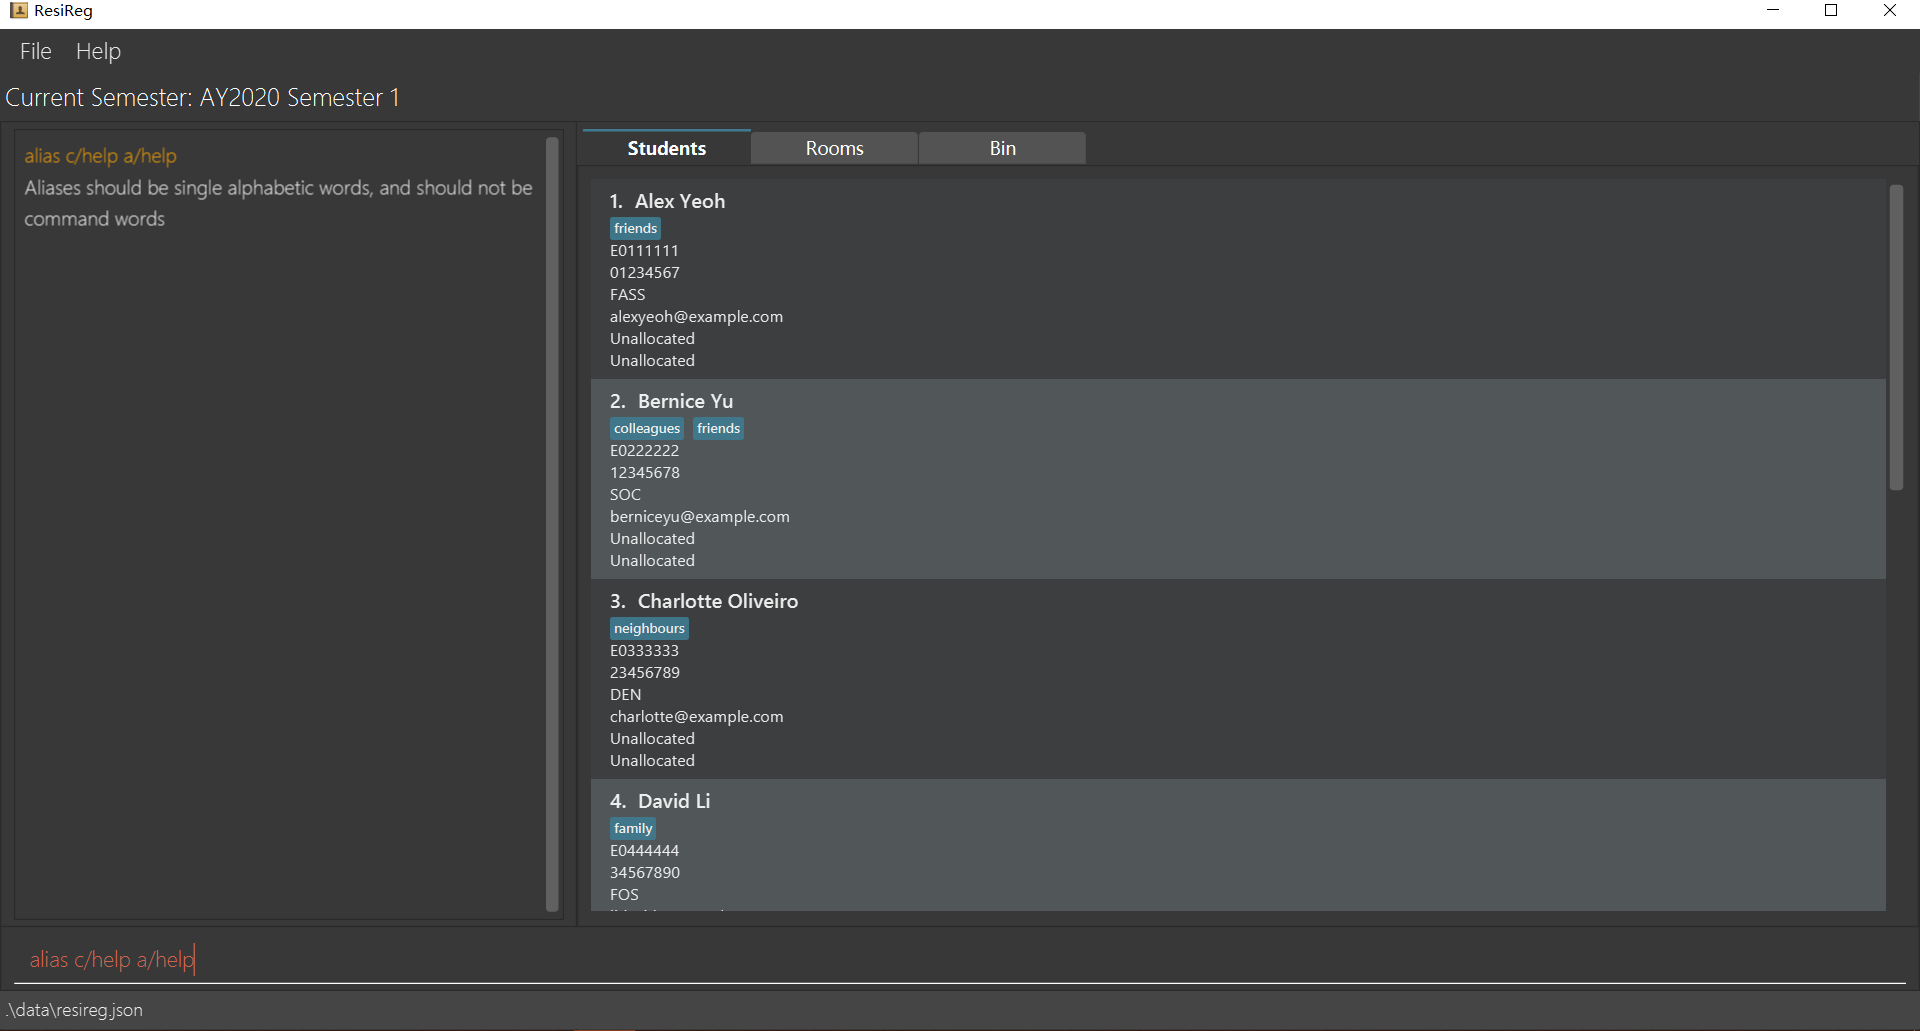 ResiReg
File Help
Current Semester: AY2020 Semester 1
alias c/help a/help
Aliases should be single alphabetic words, and should not be
command words
Students Rooms Bin
1. Alex Yeoh
friends
E0111111
01234567
FASS
alexyeoh@example.com
Unallocated
Unallocated
2. Bernice Yu
colleagues friends
E0222222
12345678
SOC
berniceyu@example.com
Unallocated
Unallocated
3. Charlotte Oliveiro
neighbours
E0333333
23456789
DEN
charlotte@example.com
Unallocated
Unallocated
4. David Li
family
E0444444
34567890
FOS
alias c/help a/help
.\data\resireg.json